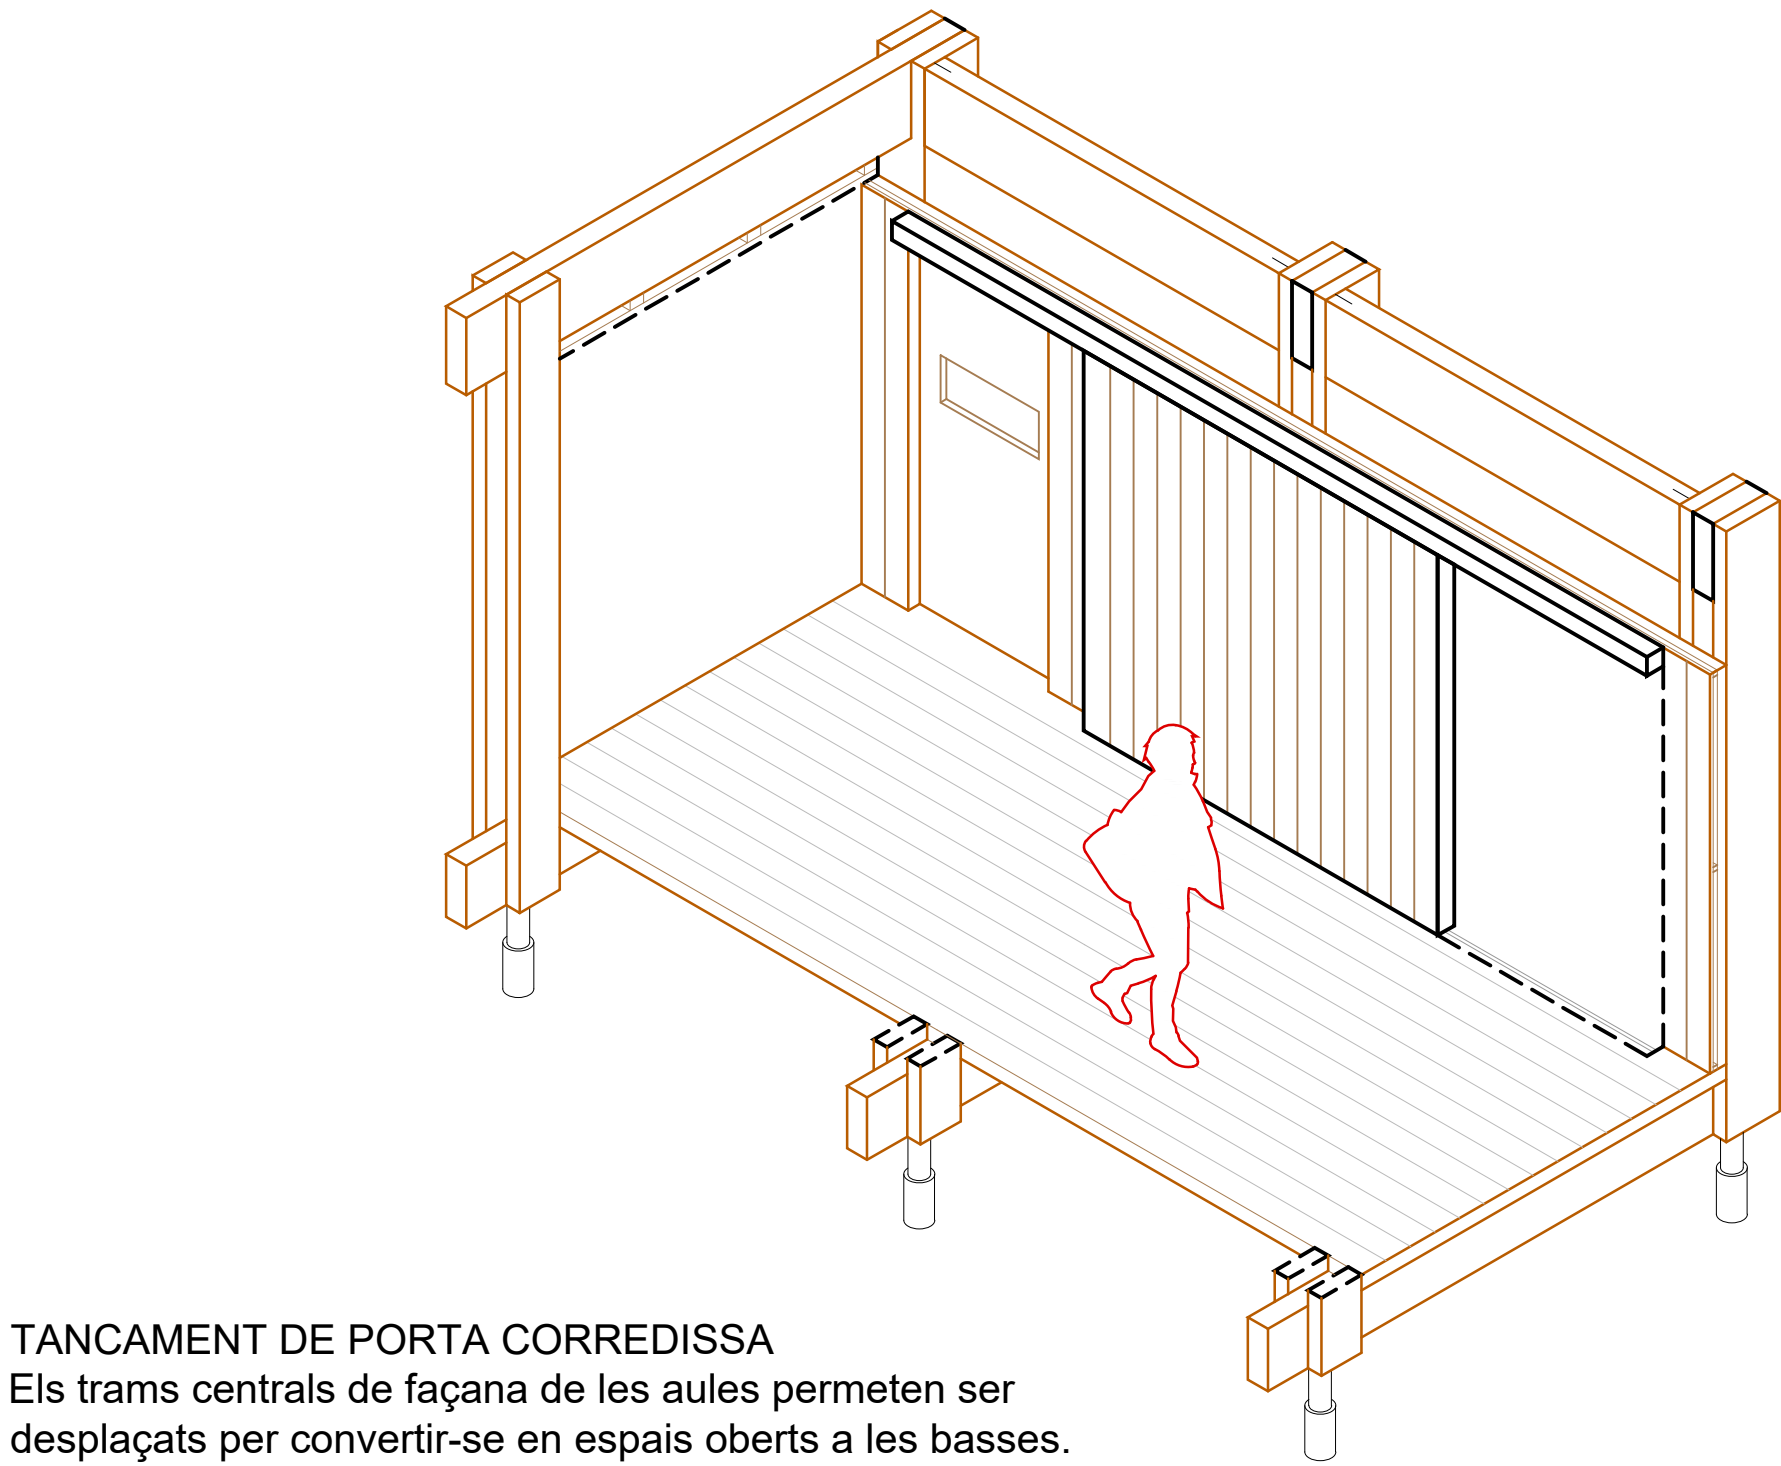 TANCAMENT DE PORTA CORREDISSA
Els trams centrals de façana de les aules permeten ser
desplaçats per convertir-se en espais oberts a les basses.